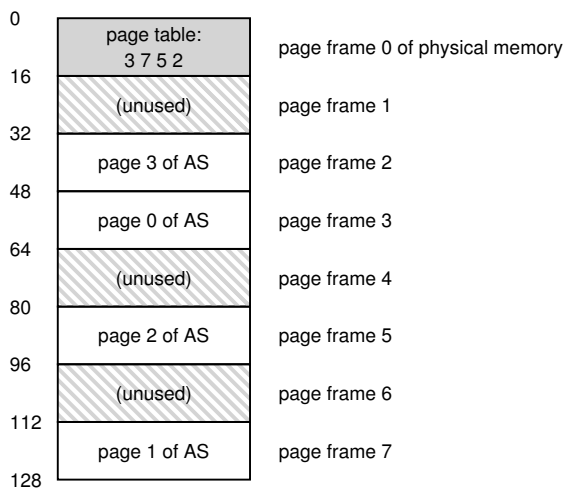 0
page table:
3 7 5 2
page frame 0 of physical memory
16
(unused)
page frame 1
32
page 3 of AS
page frame 2
48
page 0 of AS
page frame 3
64
(unused)
page frame 4
80
page 2 of AS
page frame 5
96
(unused)
page frame 6
112
page 1 of AS
page frame 7
128